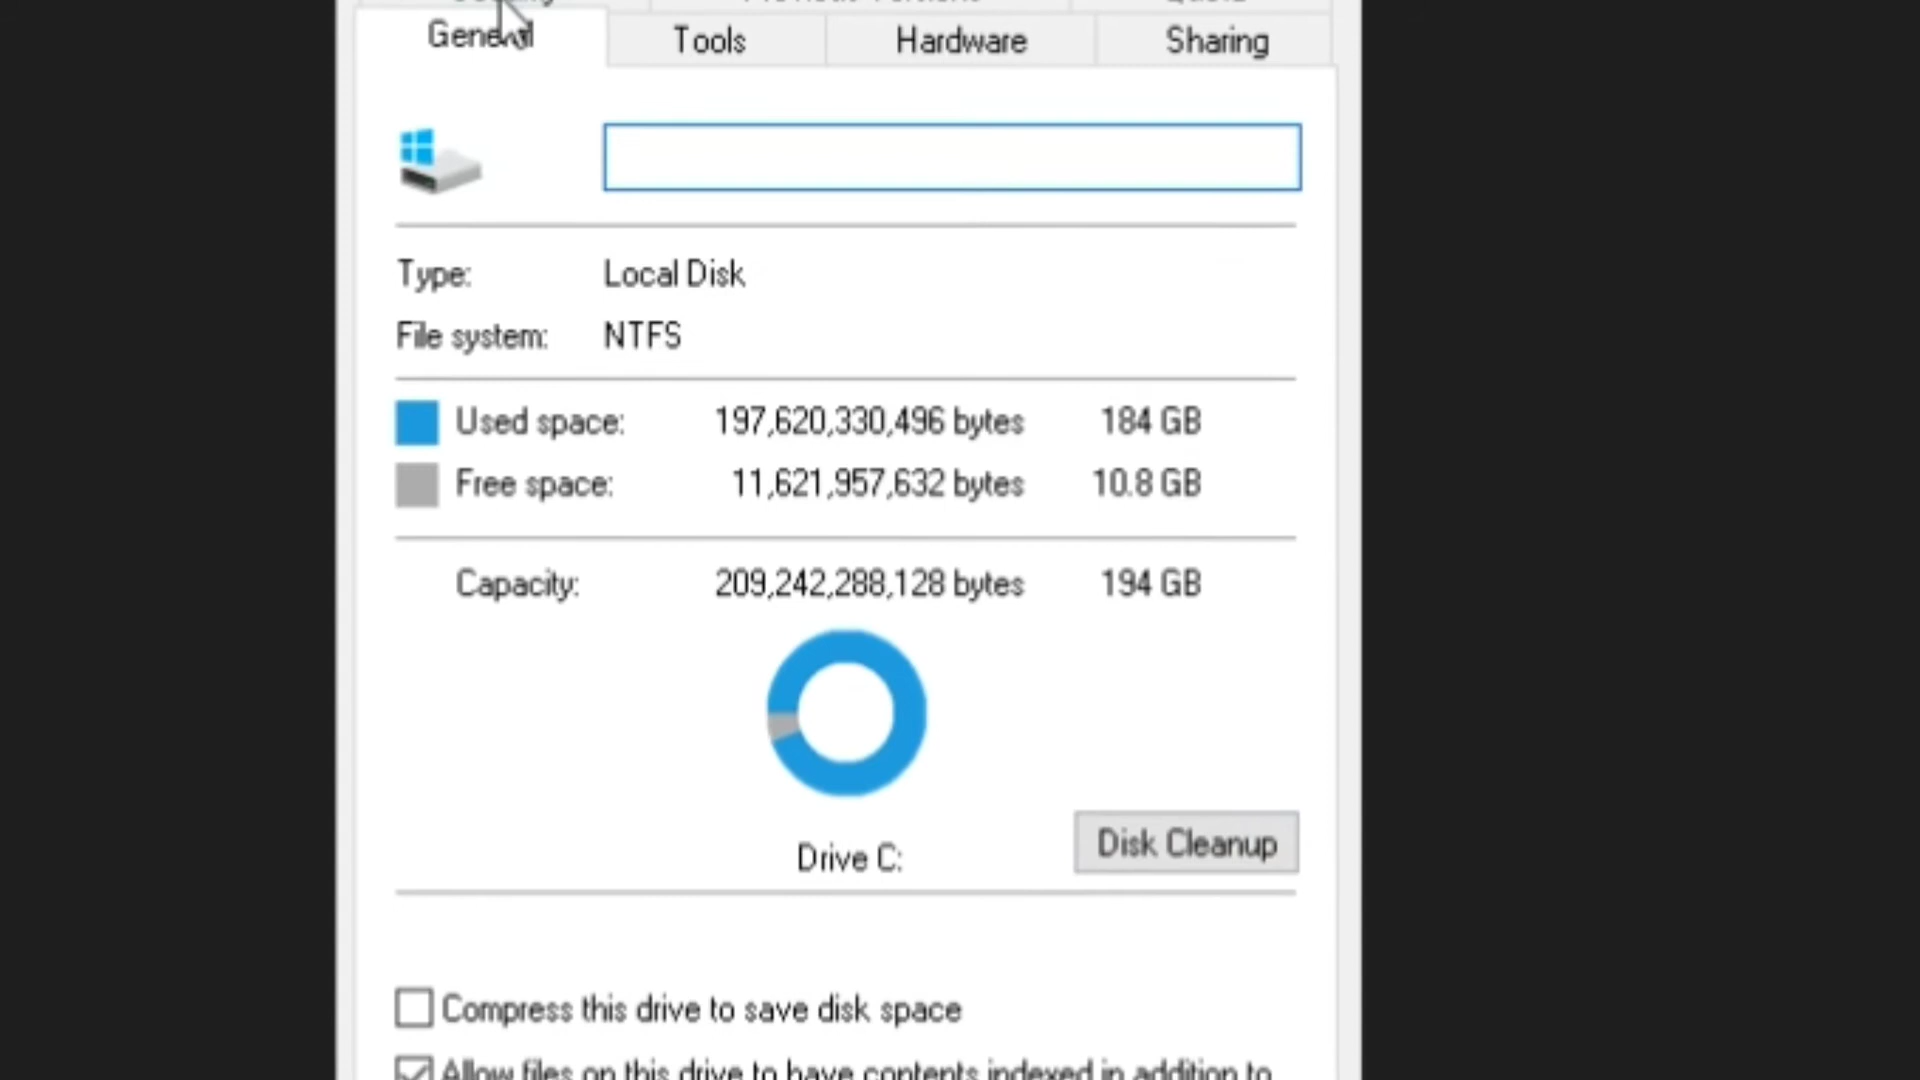 General Tools Hardware Sharing
Type: Local Disk
File system: NTFS
Used space: 197,620,330,496 bytes 184 GB
Free space: 11,621,957,632 bytes 10.8 GB
Capacity: 209,242,288,128 bytes 194 GB
Drive C: Disk Cleanup
Compress this drive to save disk space
Allow files on this drive to have contents indexed in addition to